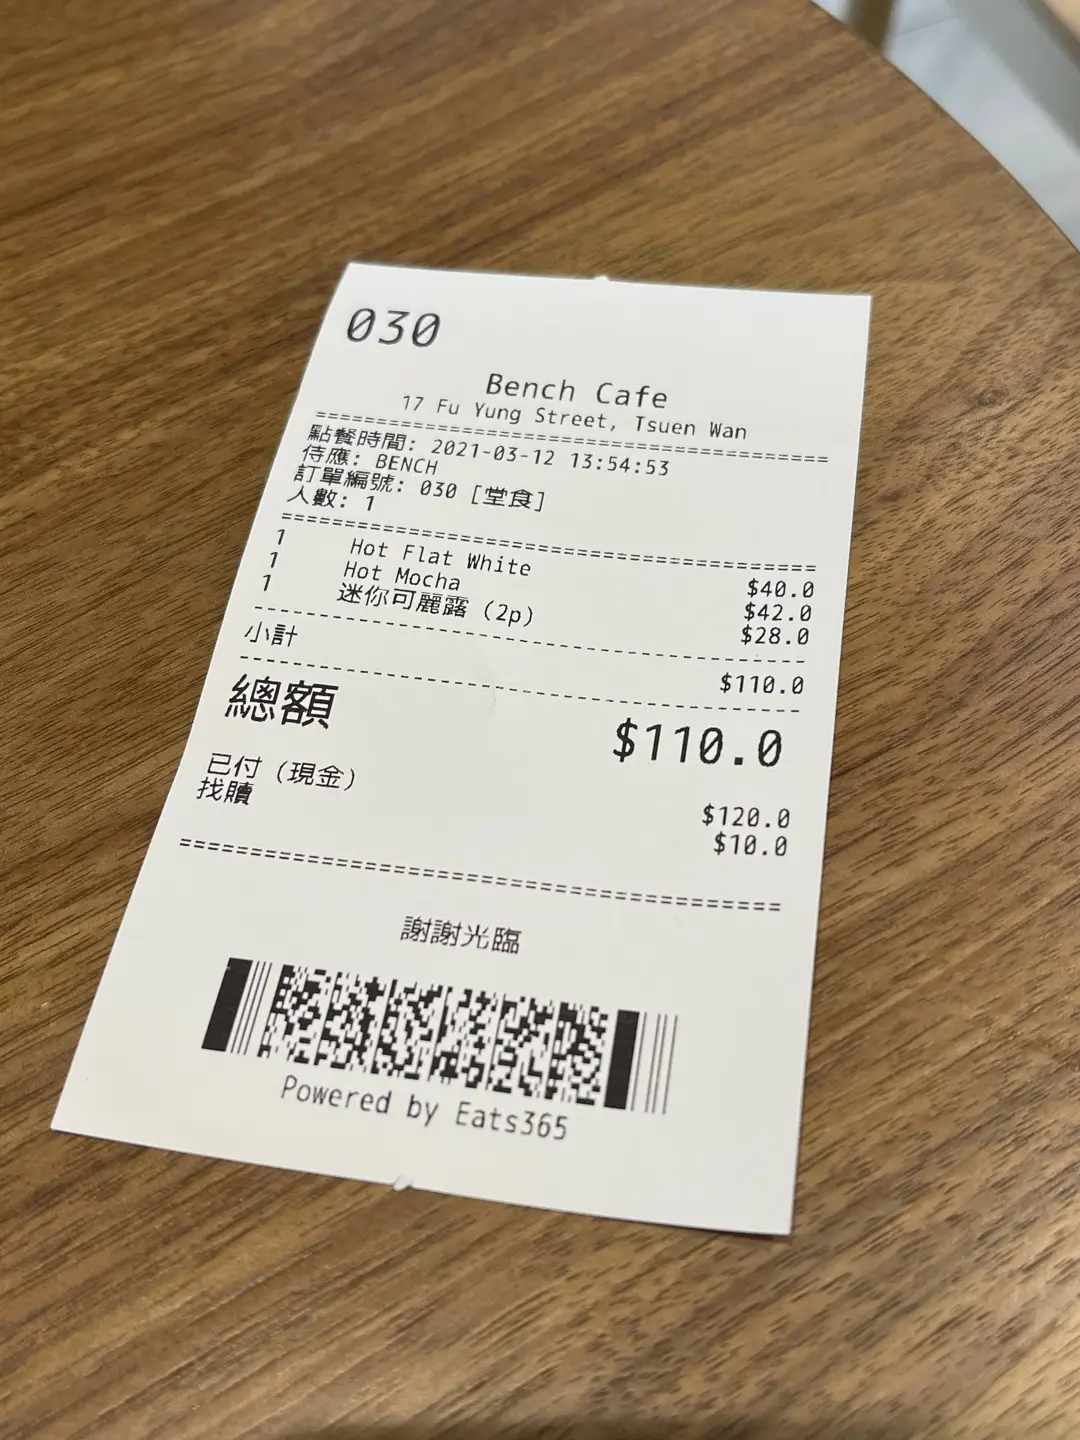 030
Bench Cafe
17 Fu Yung Street, Tsuen Wan
========================================
點餐時間: 2021-03-12 13:54:53
侍應: BENCH
訂單編號: 030 [堂食]
人數: 1
========================================
1 Hot Flat White $40.0
1 Hot Mocha $42.0
1 迷你可麗露 (2p) $28.0
----------------------------------------
小計 $110.0
----------------------------------------
總額 $110.0
已付 (現金) $120.0
找贖 $10.0
========================================
謝謝光臨
Powered by Eats365